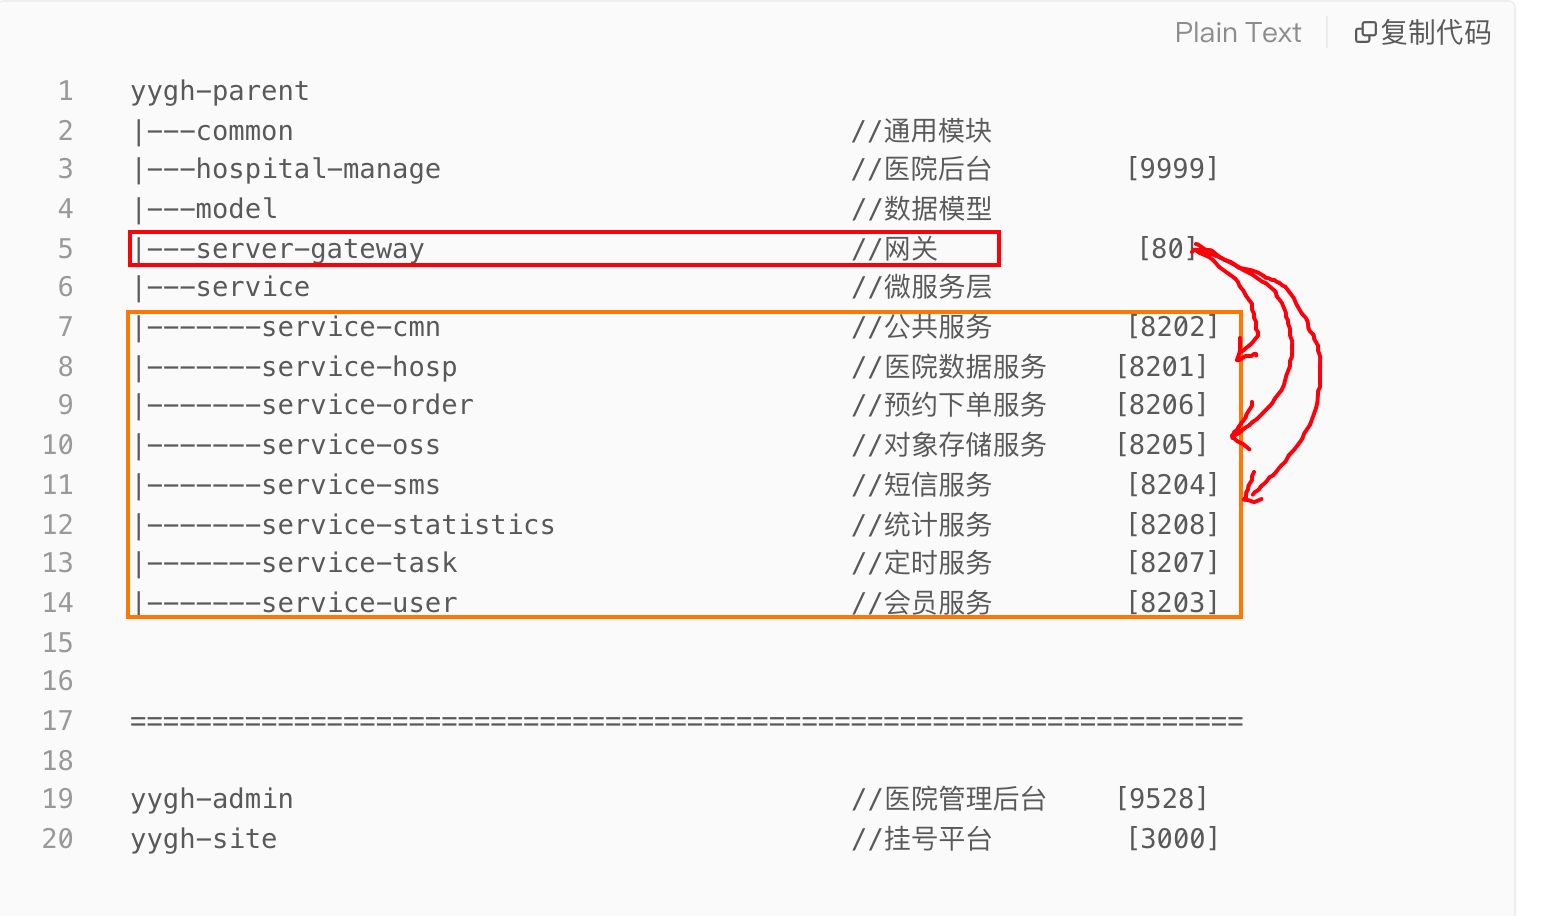 Plain Text 复制代码
1 yygh-parent
2 |---common //通用模块
3 |---hospital-manage //医院后台 [9999]
4 |---model //数据模型
5 |---server-gateway //网关 [80]
6 |---service //微服务层
7 |-------service-cmn //公共服务 [8202]
8 |-------service-hosp //医院数据服务 [8201]
9 |-------service-order //预约下单服务 [8206]
10 |-------service-oss //对象存储服务 [8205]
11 |-------service-sms //短信服务 [8204]
12 |-------service-statistics //统计服务 [8208]
13 |-------service-task //定时服务 [8207]
14 |-------service-user //会员服务 [8203]
15
16
17 ====================================================================
18
19 yygh-admin //医院管理后台 [9528]
20 yygh-site //挂号平台 [3000]